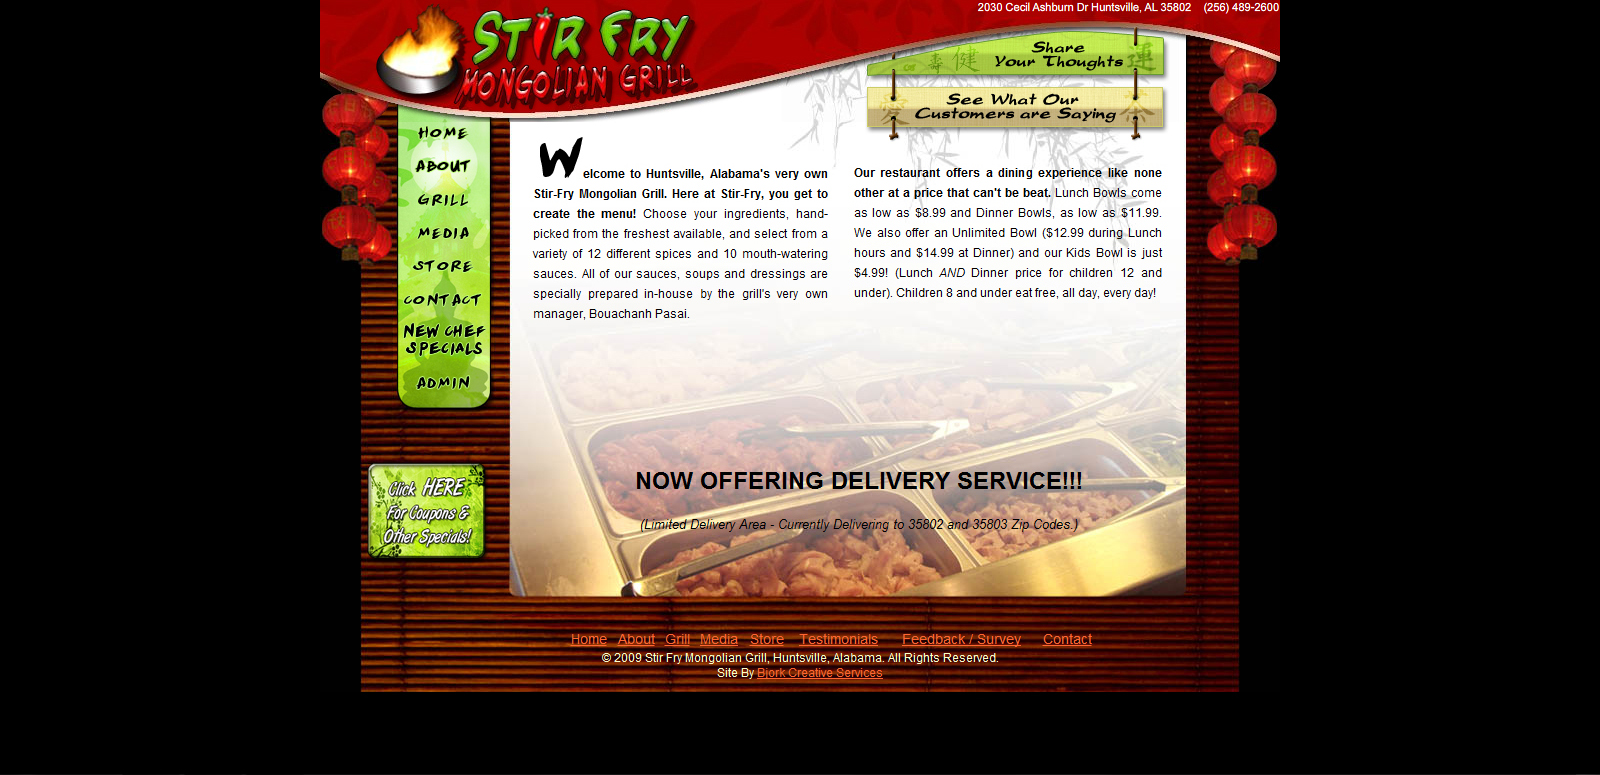 2030 Cecil Ashburn Dr Huntsville, AL 35802 (256) 489-2600
STIR FRY
MONGOLIAN GRILL
Share
Your Thoughts
See What Our
Customers are Saying
HOME
ABOUT
GRILL
MEDIA
STORE
CONTACT
NEW CHEF
SPECIALS
ADMIN
Click HERE
For Coupons &
Other Specials!
Welcome to Huntsville, Alabama's very own
Stir-Fry Mongolian Grill. Here at Stir-Fry, you get to
create the menu! Choose your ingredients, hand-
picked from the freshest available, and select from a
variety of 12 different spices and 10 mouth-watering
sauces. All of our sauces, soups and dressings are
specially prepared in-house by the grill's very own
manager, Bouachanh Pasai.
Our restaurant offers a dining experience like none
other at a price that can't be beat. Lunch Bowls come
as low as $8.99 and Dinner Bowls, as low as $11.99.
We also offer an Unlimited Bowl ($12.99 during Lunch
hours and $14.99 at Dinner) and our Kids Bowl is just
$4.99! (Lunch AND Dinner price for children 12 and
under). Children 8 and under eat free, all day, every day!
NOW OFFERING DELIVERY SERVICE!!!
(Limited Delivery Area - Currently Delivering to 35802 and 35803 Zip Codes.)
Home About Grill Media Store Testimonials Feedback / Survey Contact
© 2009 Stir Fry Mongolian Grill, Huntsville, Alabama. All Rights Reserved.
Site By Bjork Creative Services